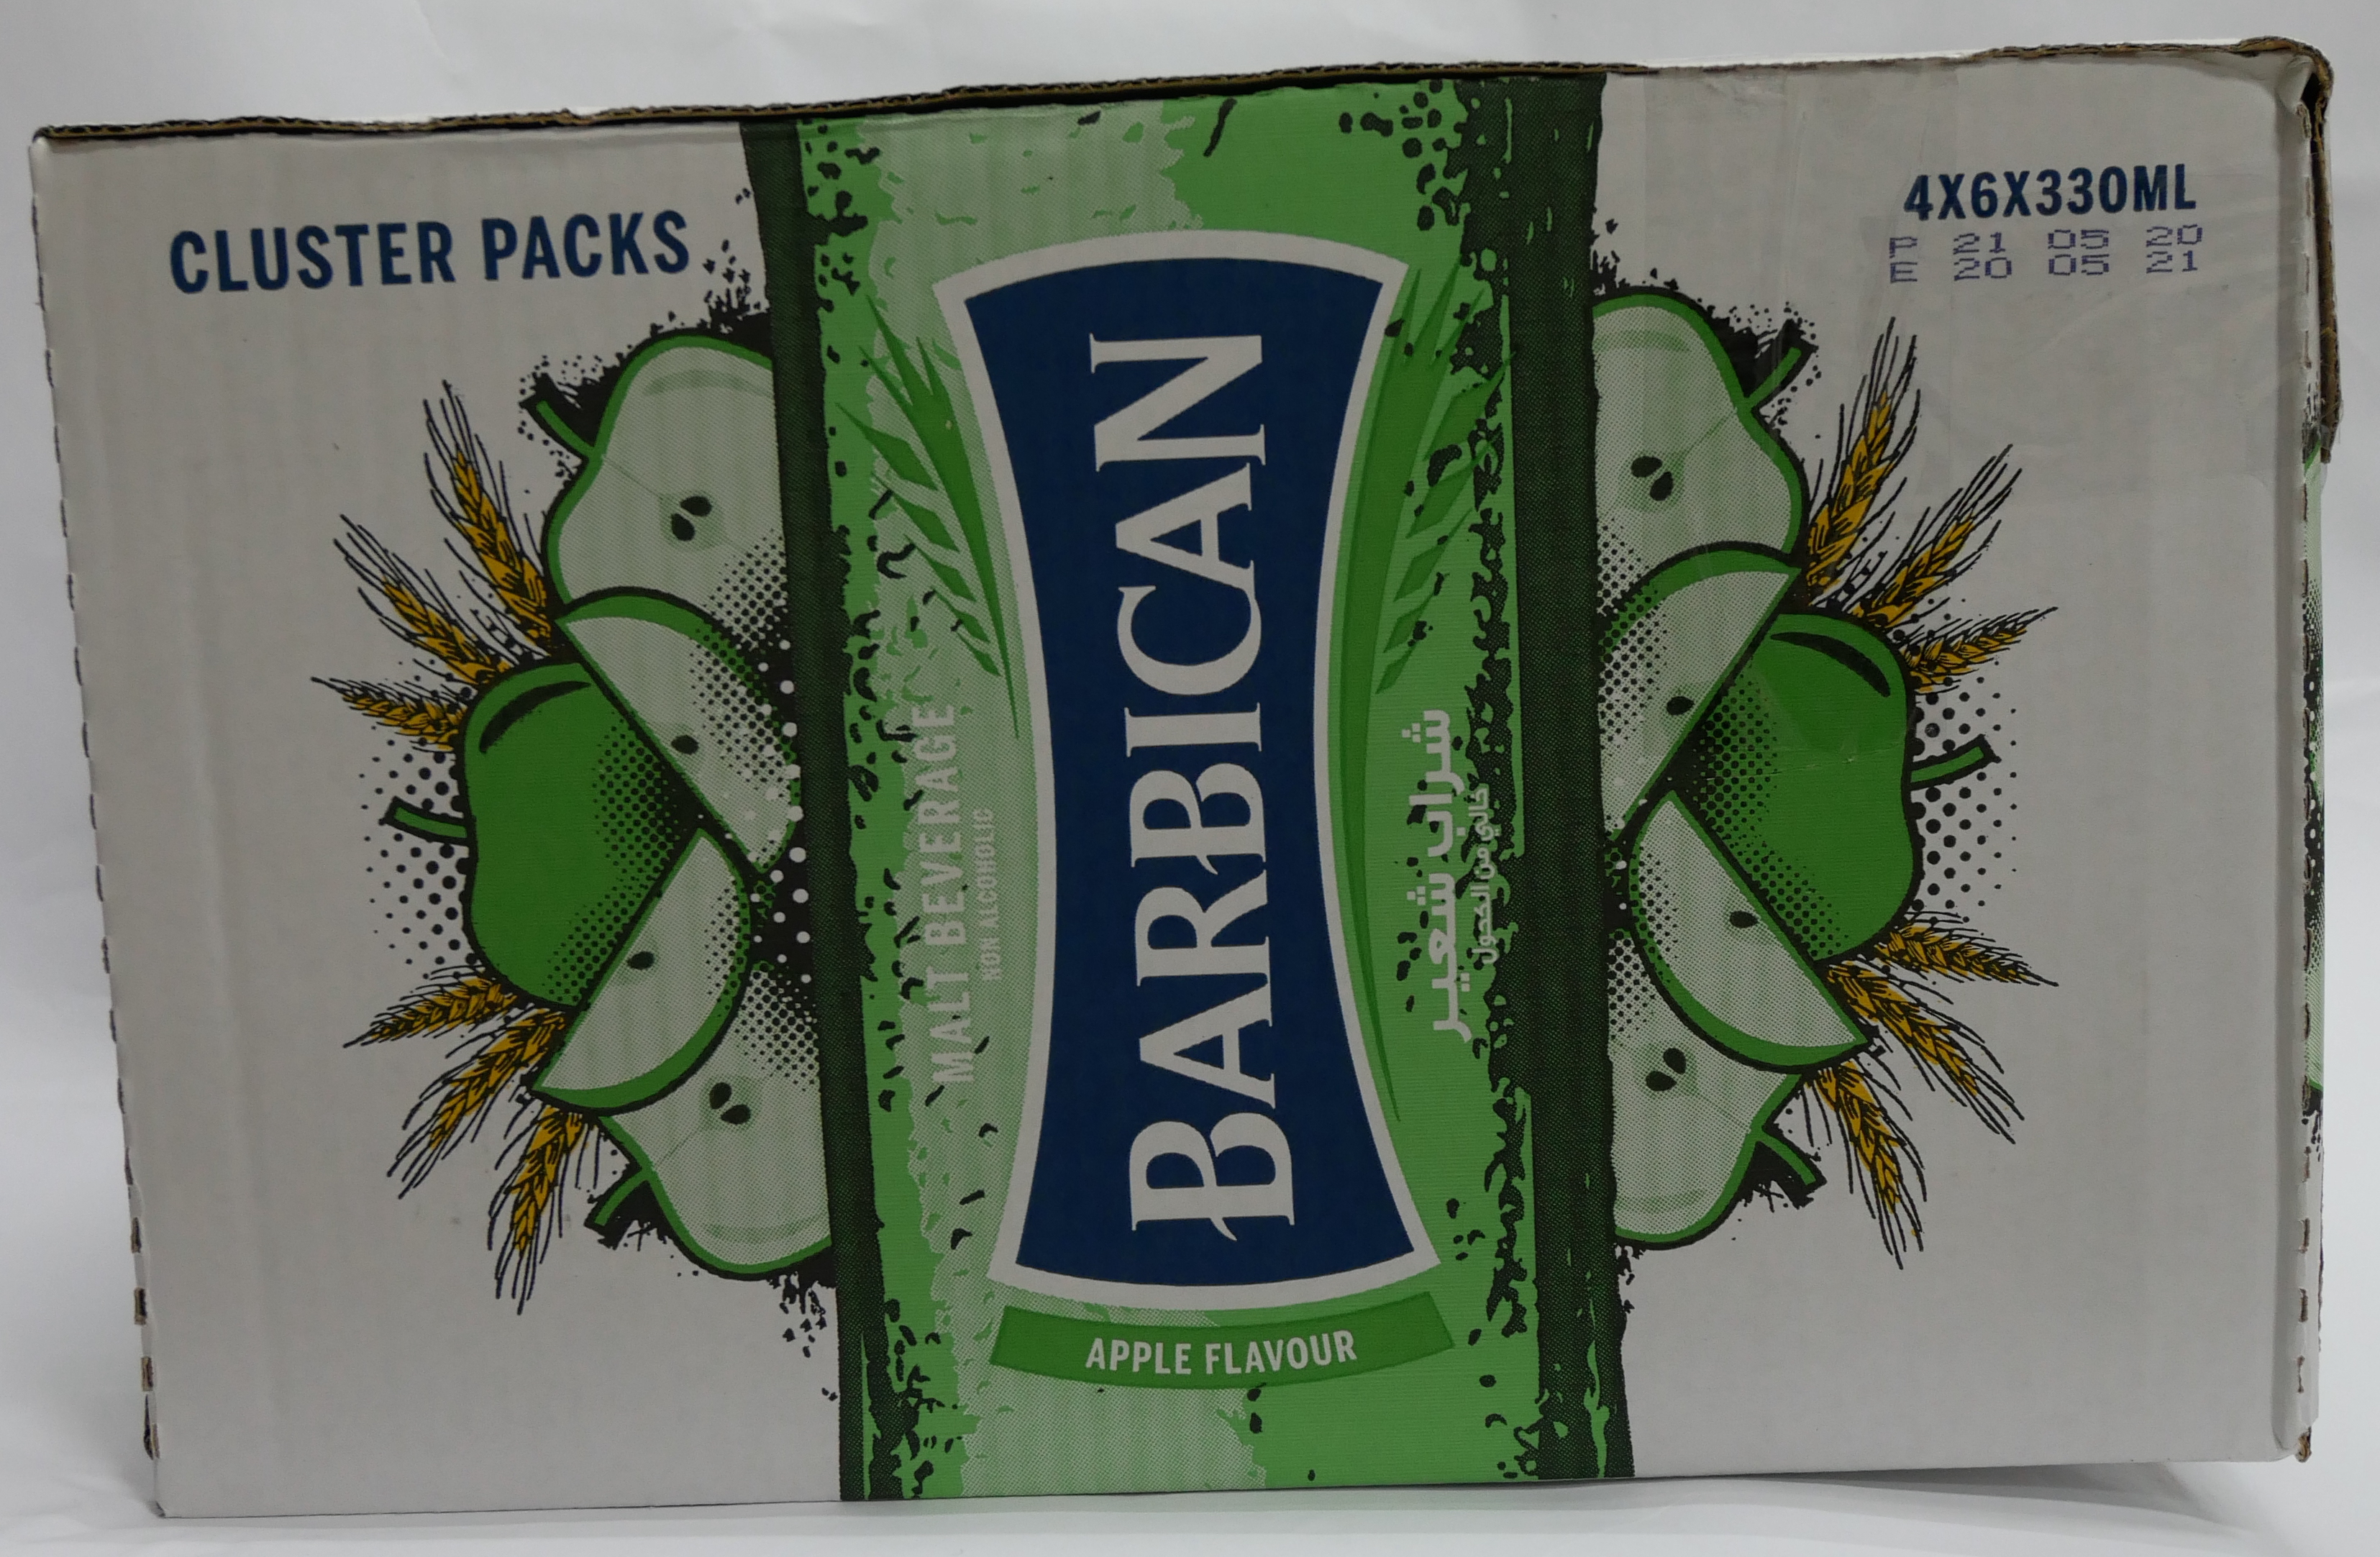 CLUSTER PACKS
4X6X330ML
P 21 05 20
E 20 05 21
MALT BEVERAGE
NON ALCOHOLIC
BARBICAN
شراب شعير
خالي من الكحول
APPLE FLAVOUR